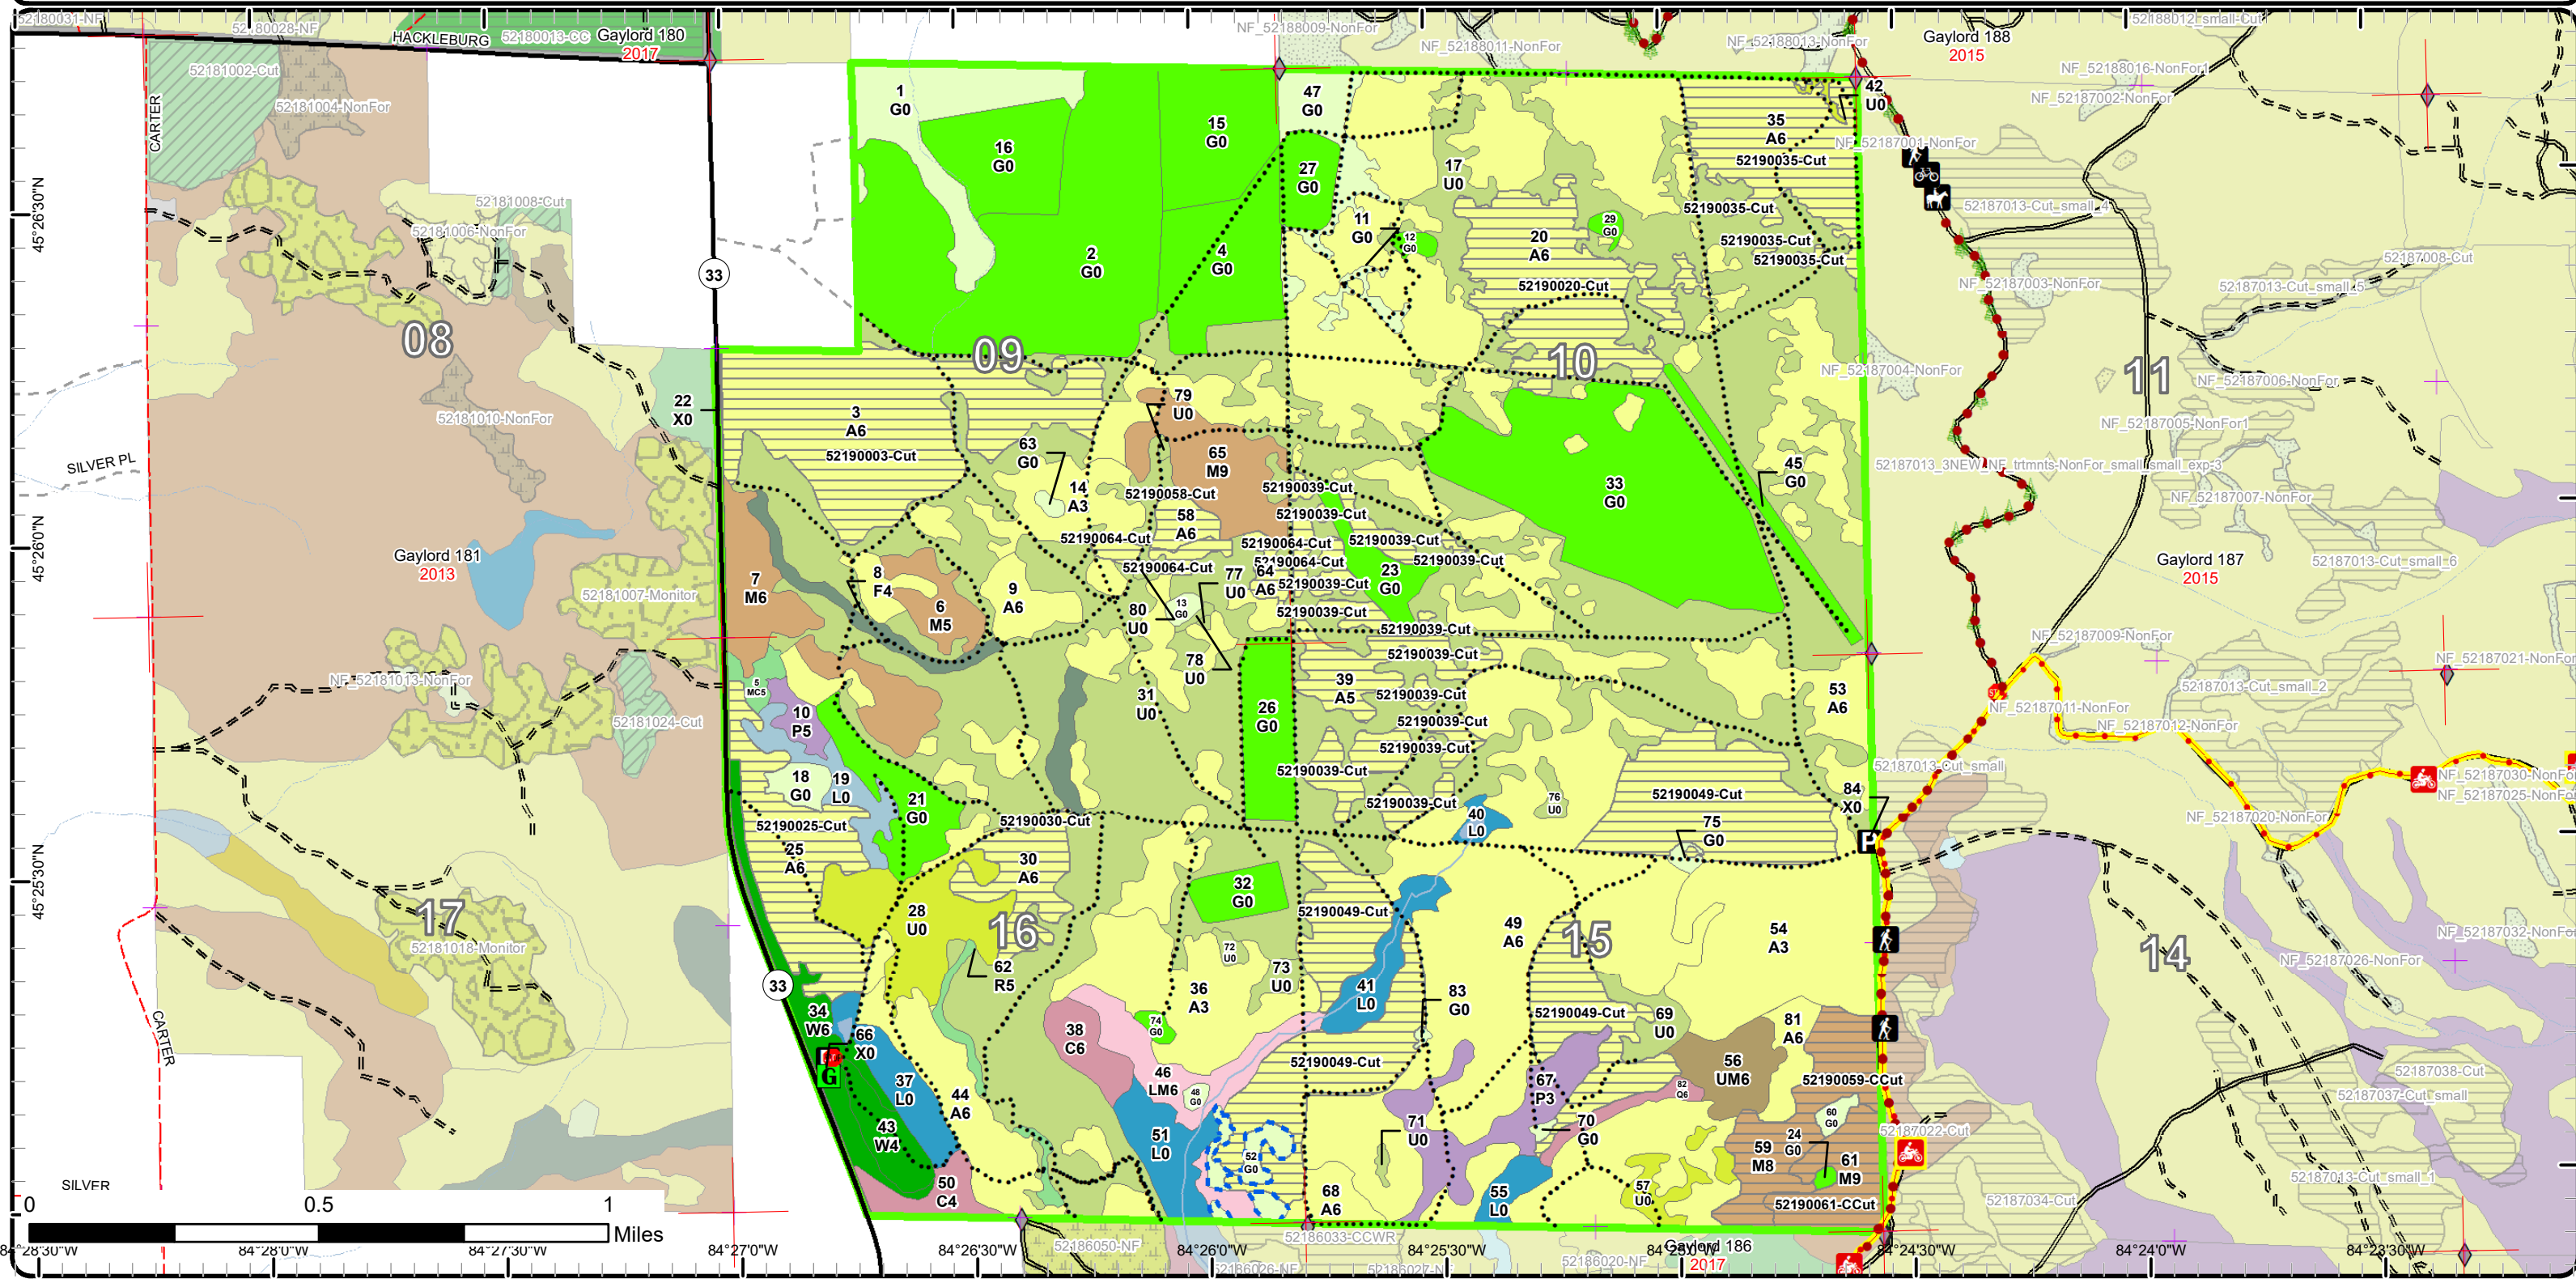 52180031-NF
52180028-NF
HACKLEBURG
52180013-CC
Gaylord 180
2017
NF_52188009-NonFor
NF_52188011-NonFor
NF_52188013-NonFor
Gaylord 188
2015
52188012_small-Cut
NF_52188016-NonFor1
NF_52187002-NonFor
52181002-Cut
52181004-NonFor
CARTER
1
G0
16
G0
15
G0
47
G0
27
G0
17
U0
35
A6
52190035-Cut
42
U0
NF_52187001-NonFor
45°26'30"N
52181008-Cut
52181006-NonFor
52190035-Cut
52190035-Cut
52190035-Cut
52187013-Cut_small_4
11
G0
12
G0
29
G0
20
A6
52190020-Cut
2
G0
4
G0
33
NF_52187003-NonFor
52187008-Cut
52187013-Cut_small_5
08
09
10
11
NF_52187004-NonFor
NF_52187006-NonFor
22
X0
52181010-NonFor
3
A6
52190003-Cut
79
U0
63
G0
65
M9
14
A3
NF_52187005-NonFor1
52187013_3NEW_NF_trtmnts-NonFor_small_small_exp-3
SILVER PL
45
G0
33
G0
NF_52187007-NonFor
52190058-Cut
58
A6
52190039-Cut
52190039-Cut
52190064-Cut
52190064-Cut
52190064-Cut
52190064-Cut
52190039-Cut
52190039-Cut
45°26'0"N
Gaylord 181
2013
52181007-Monitor
7
M6
8
F4
6
M5
9
A6
77
U0
64
A6
52190039-Cut
23
G0
13
G0
80
U0
52190039-Cut
52190039-Cut
52190039-Cut
Gaylord 187
2015
52187013-Cut_small_6
NF_52187009-NonFor
NF_52187021-NonFor
78
U0
39
A5
52190039-Cut
NF_52181013-NonFor
52181024-Cut
5
MC5
10
P5
31
U0
26
G0
52190039-Cut
52190039-Cut
52190039-Cut
53
A6
52187013-Cut_small_2
NF_52187011-NonFor
NF_52187012-NonFor
18
G0
19
L0
21
G0
52190039-Cut
76
U0
52190049-Cut
84
X0
52187013-Cut_small
NF_52187030-NonFor
NF_52187025-NonFor
NF_52187020-NonFor
52190025-Cut
25
A6
52190030-Cut
30
A6
40
L0
75
G0
P
45°25'30"N
17
52181018-Monitor
28
U0
16
32
G0
52190049-Cut
49
A6
15
54
A3
14
NF_52187032-NonFor
NF_52187026-NonFor
62
R5
72
U0
73
U0
36
A3
41
L0
83
G0
52190049-Cut
69
U0
81
A6
33
34
W6
66
X0
G
38
C6
74
G0
46
LM6
48
G0
52190049-Cut
56
UM6
52190059-CCut
CARTER
37
L0
44
A6
43
W4
67
P3
82
Q6
70
G0
71
U0
60
G0
24
G0
59
M8
61
M9
52190061-CCut
52187022-Cut
52187038-Cut
52187037-Cut_small
52187013-Cut_small_1
52187034-Cut
51
L0
52
G0
50
C4
68
A6
55
L0
57
U0
SILVER
0
0.5
1
Miles
52186050-NF
52186033-CCWR
52186026-NF
52186020-NF
Gaylord 186
2017
84°28'0"W
84°27'30"W
84°27'0"W
84°26'30"W
84°26'0"W
84°25'30"W
84°25'0"W
84°24'30"W
84°24'0"W
84°23'30"W